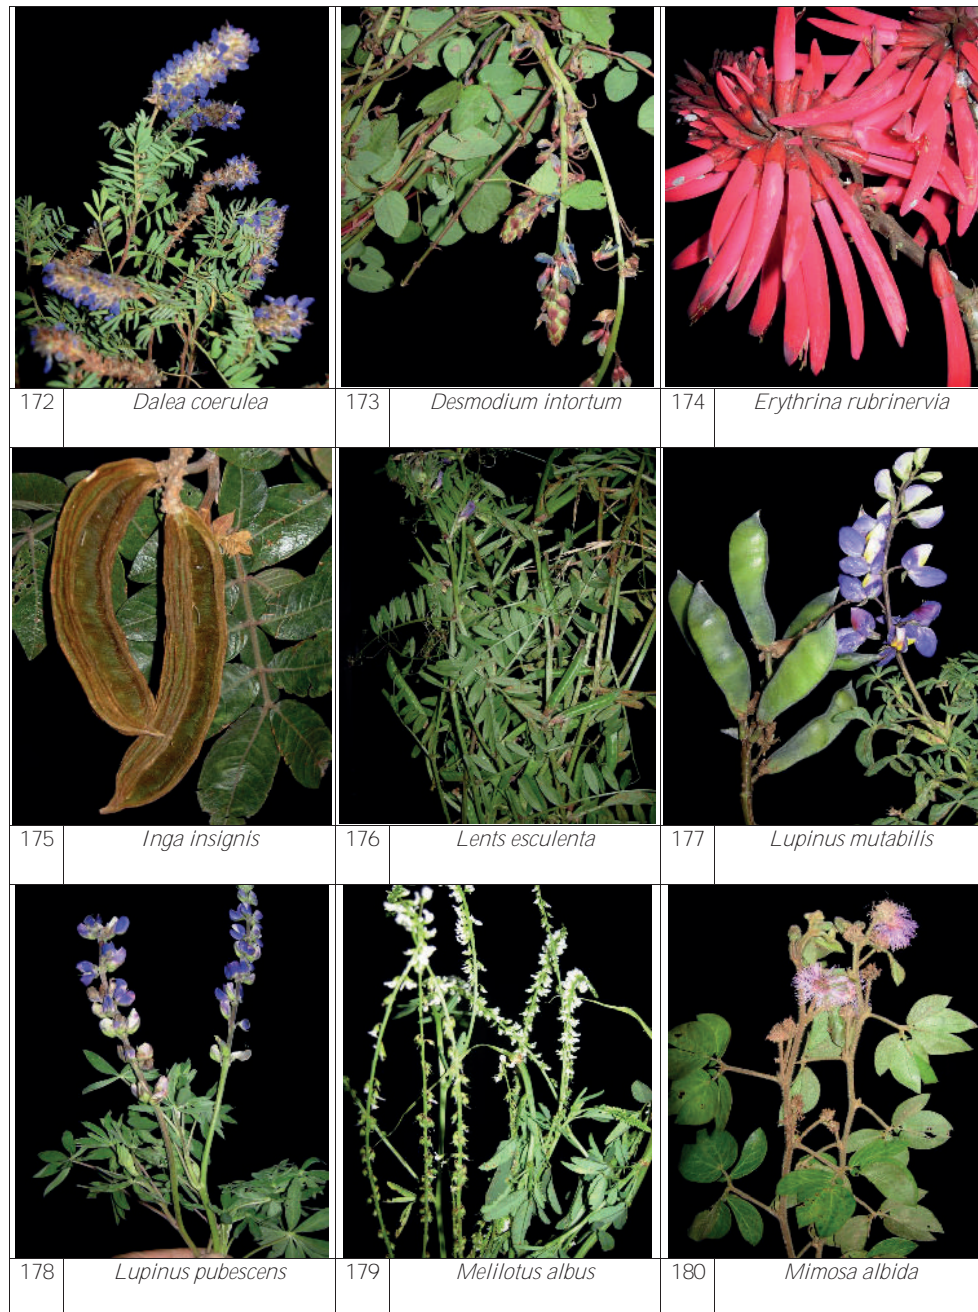 172 Dalea coerulea 173 Desmodium intortum 174 Erythrina rubrinervia
175 Inga insignis 176 Lents esculenta 177 Lupinus mutabilis
178 Lupinus pubescens 179 Melilotus albus 180 Mimosa albida